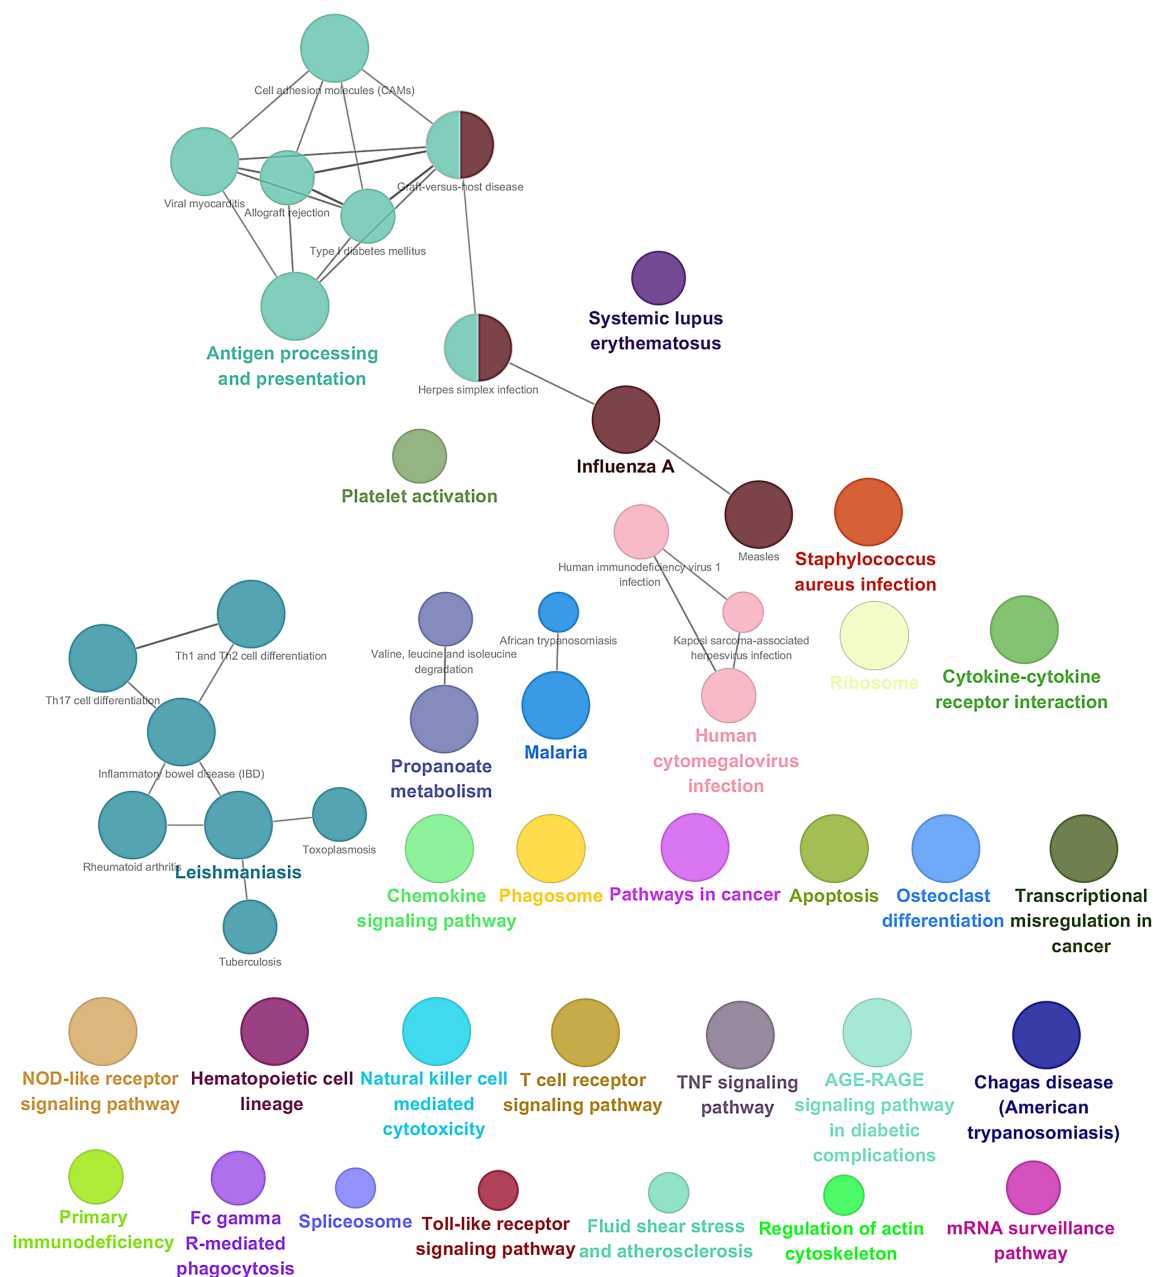 Cell adhesion molecules (CAMs)
Graft-versus-host disease
Viral myocarditis
Allograft rejection
Type I diabetes mellitus
Antigen processing
and presentation
Systemic lupus
erythematosus
Herpes simplex infection
Influenza A
Platelet activation
Measles
Staphylococcus
aureus infection
Human immunodeficiency virus 1
infection
African trypanosomiasis
Kaposi sarcoma-associated
herpesvirus infection
Valine, leucine and isoleucine
degradation
Th1 and Th2 cell differentiation
Th17 cell differentiation
Ribosome
Cytokine-cytokine
receptor interaction
Human
cytomegalovirus
infection
Malaria
Propanoate
metabolism
Inflammatory bowel disease (IBD)
Rheumatoid arthritis
Leishmaniasis
Toxoplasmosis
Tuberculosis
Chemokine
signaling pathway
Phagosome
Pathways in cancer
Apoptosis
Osteoclast
differentiation
Transcriptional
misregulation in
cancer
NOD-like receptor
signaling pathway
Hematopoietic cell
lineage
Natural killer cell
mediated
cytotoxicity
T cell receptor
signaling pathway
TNF signaling
pathway
AGE-RAGE
signaling pathway
in diabetic
complications
Chagas disease
(American
trypanosomiasis)
Primary
immunodeficiency
Fc gamma
R-mediated
phagocytosis
Spliceosome
Toll-like receptor
signaling pathway
Fluid shear stress
and atherosclerosis
Regulation of actin
cytoskeleton
mRNA surveillance
pathway